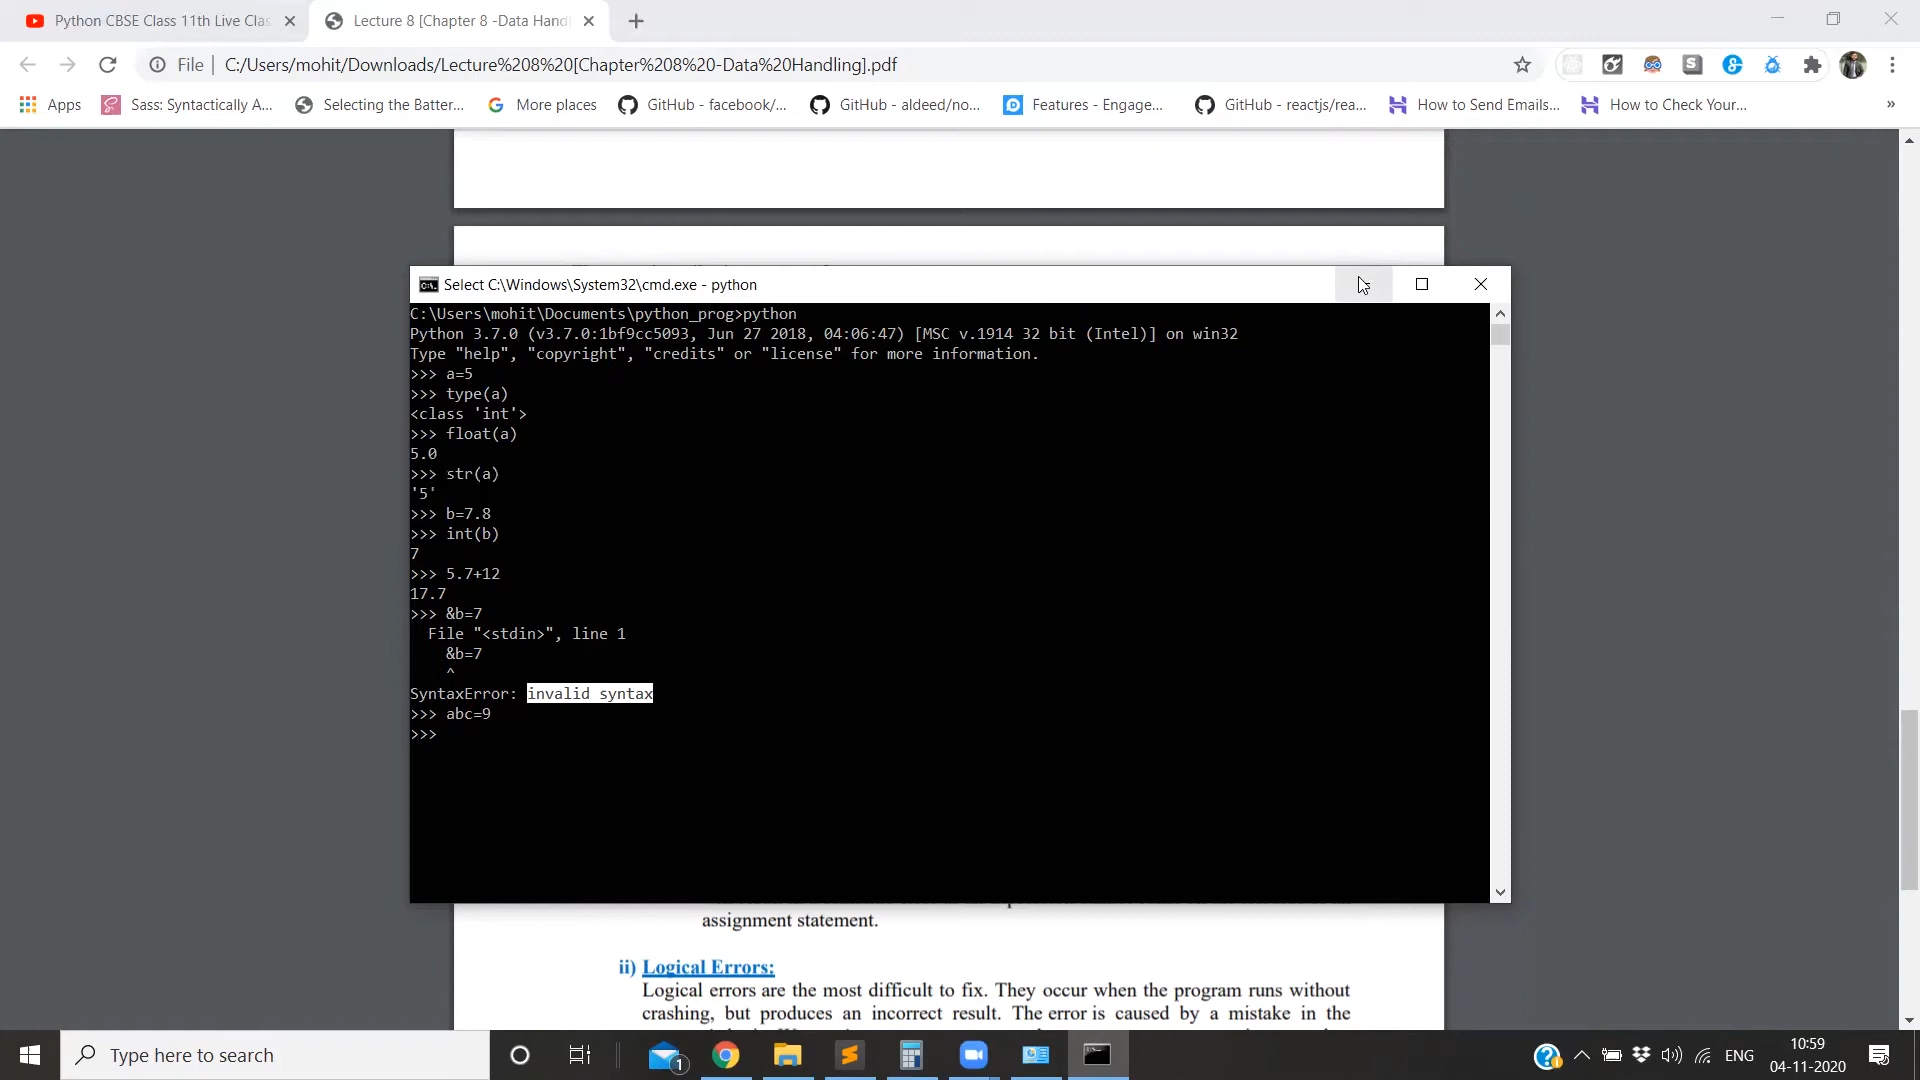 Python CBSE Class 11th Live Clas
Lecture 8 [Chapter 8 -Data Handl
File | C:/Users/mohit/Downloads/Lecture%208%20[Chapter%208%20-Data%20Handling].pdf
Apps Sass: Syntactically A... Selecting the Batter... More places GitHub - facebook/... GitHub - aldeed/no... Features - Engage... GitHub - reactjs/rea... How to Send Emails... How to Check Your... »
Select C:\Windows\System32\cmd.exe - python
C:\Users\mohit\Documents\python_prog>python
Python 3.7.0 (v3.7.0:1bf9cc5093, Jun 27 2018, 04:06:47) [MSC v.1914 32 bit (Intel)] on win32
Type "help", "copyright", "credits" or "license" for more information.
>>> a=5
>>> type(a)
<class 'int'>
>>> float(a)
5.0
>>> str(a)
'5'
>>> b=7.8
>>> int(b)
7
>>> 5.7+12
17.7
>>> &b=7
  File "<stdin>", line 1
    &b=7
    ^
SyntaxError: invalid syntax
>>> abc=9
>>>
assignment statement.
ii) Logical Errors:
Logical errors are the most difficult to fix. They occur when the program runs without
crashing, but produces an incorrect result. The error is caused by a mistake in the
Type here to search
1
ENG
10:59
04-11-2020